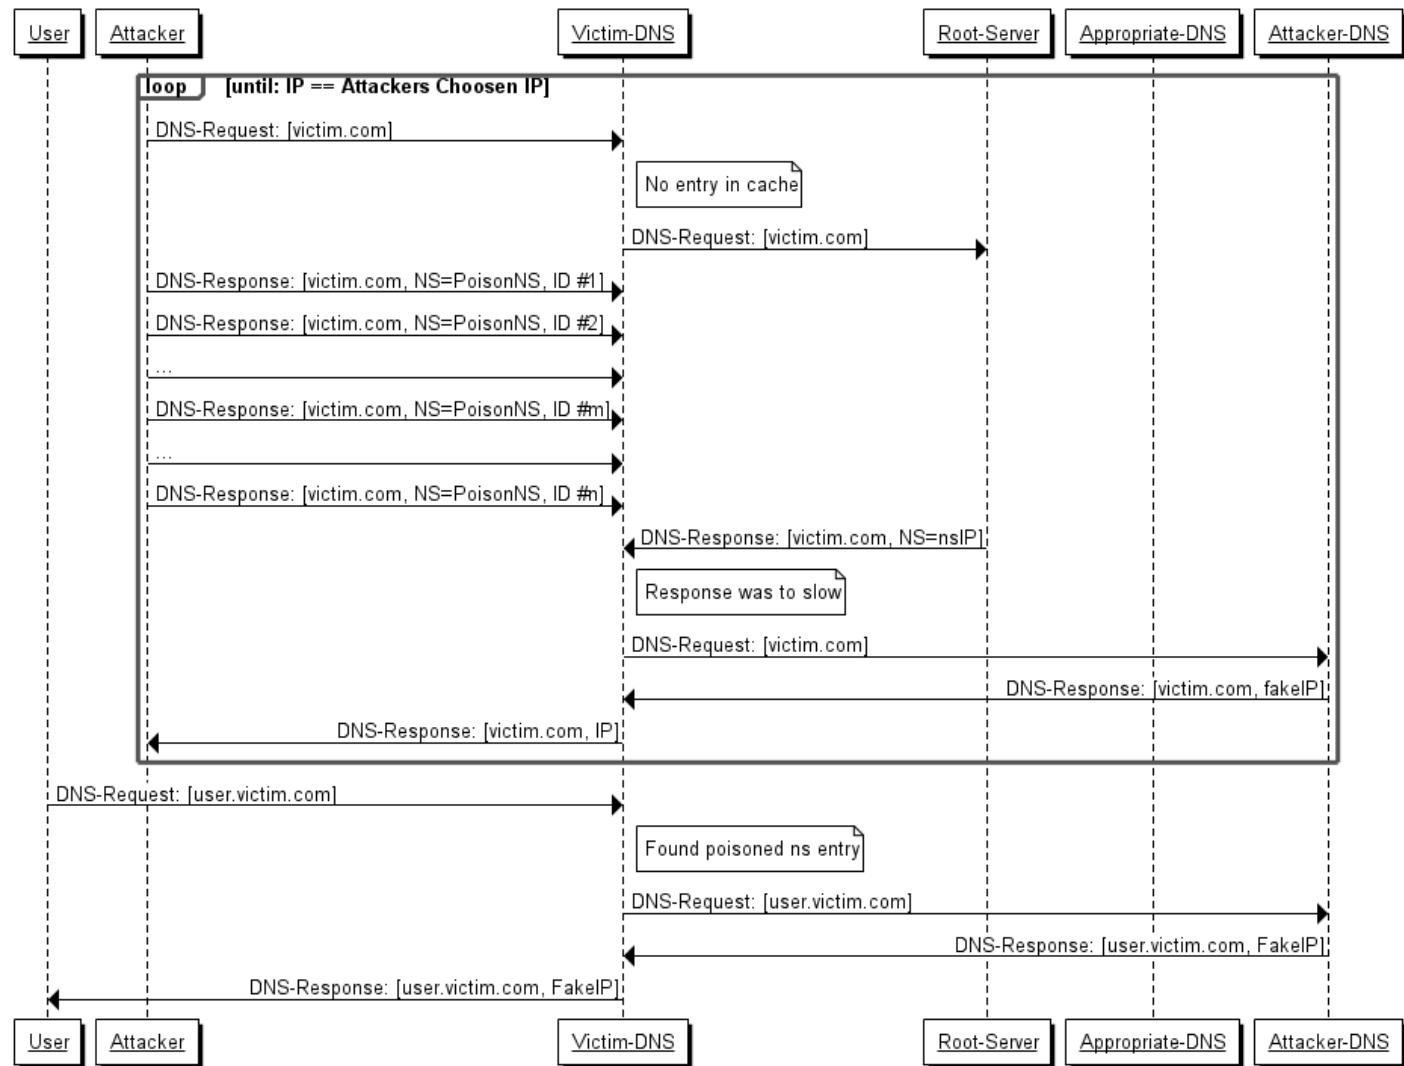 User Attacker Victim-DNS Root-Server Appropriate-DNS Attacker-DNS
loop [until: IP == Attackers Choosen IP]
DNS-Request: [victim.com]
No entry in cache
DNS-Request: [victim.com]
DNS-Response: [victim.com, NS=PoisonNS, ID #1]
DNS-Response: [victim.com, NS=PoisonNS, ID #2]
...
DNS-Response: [victim.com, NS=PoisonNS, ID #m]
...
DNS-Response: [victim.com, NS=PoisonNS, ID #n]
DNS-Response: [victim.com, NS=nsIP]
Response was to slow
DNS-Request: [victim.com]
DNS-Response: [victim.com, fakeIP]
DNS-Response: [victim.com, IP]
DNS-Request: [user.victim.com]
Found poisoned ns entry
DNS-Request: [user.victim.com]
DNS-Response: [user.victim.com, FakeIP]
DNS-Response: [user.victim.com, FakeIP]
User Attacker Victim-DNS Root-Server Appropriate-DNS Attacker-DNS